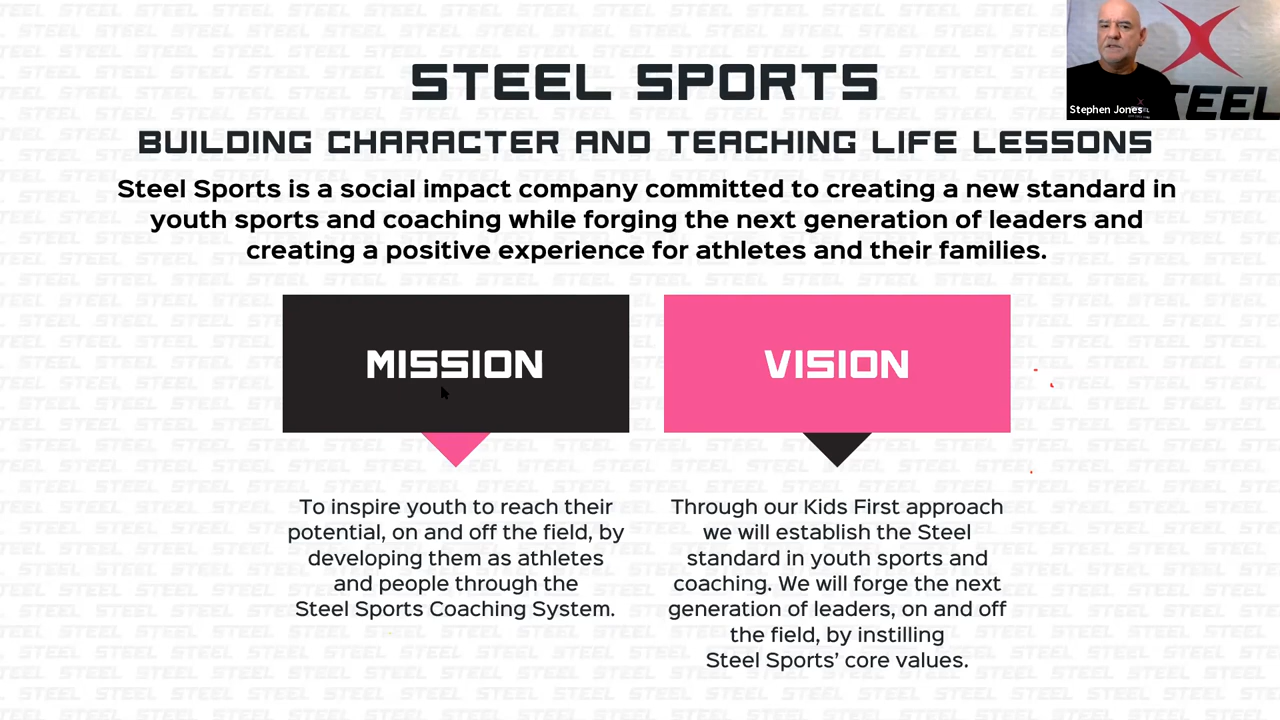 STEEL SPORTS
BUILDING CHARACTER AND TEACHING LIFE LESSONS
Steel Sports is a social impact company committed to creating a new standard in
youth sports and coaching while forging the next generation of leaders and
creating a positive experience for athletes and their families.
MISSION
To inspire youth to reach their
potential, on and off the field, by
developing them as athletes
and people through the
Steel Sports Coaching System.
VISION
Through our Kids First approach
we will establish the Steel
standard in youth sports and
coaching. We will forge the next
generation of leaders, on and off
the field, by instilling
Steel Sports’ core values.
Stephen Jones
STEEL